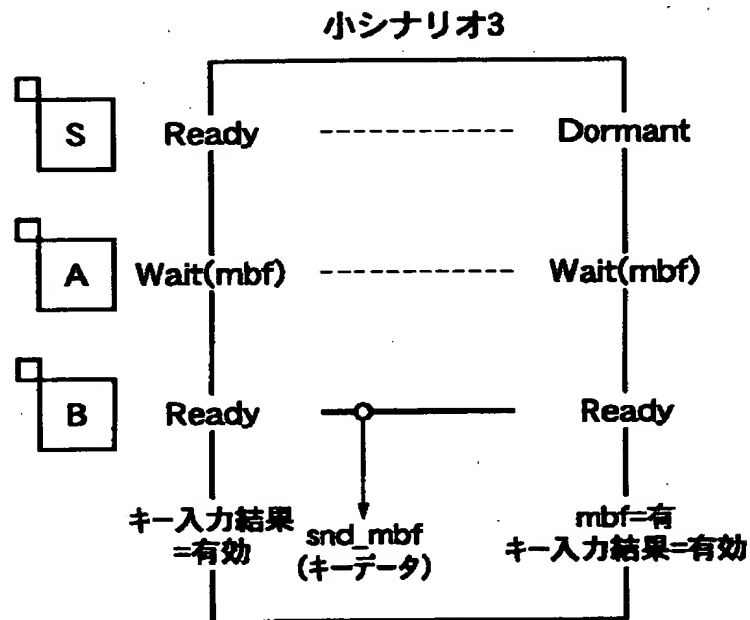 小シナリオ3
S Ready Dormant
A Wait(mbf) Wait(mbf)
B Ready Ready
キー入力結果
=有効
snd_mbf
(キーデータ)
mbf=有
キー入力結果=有効